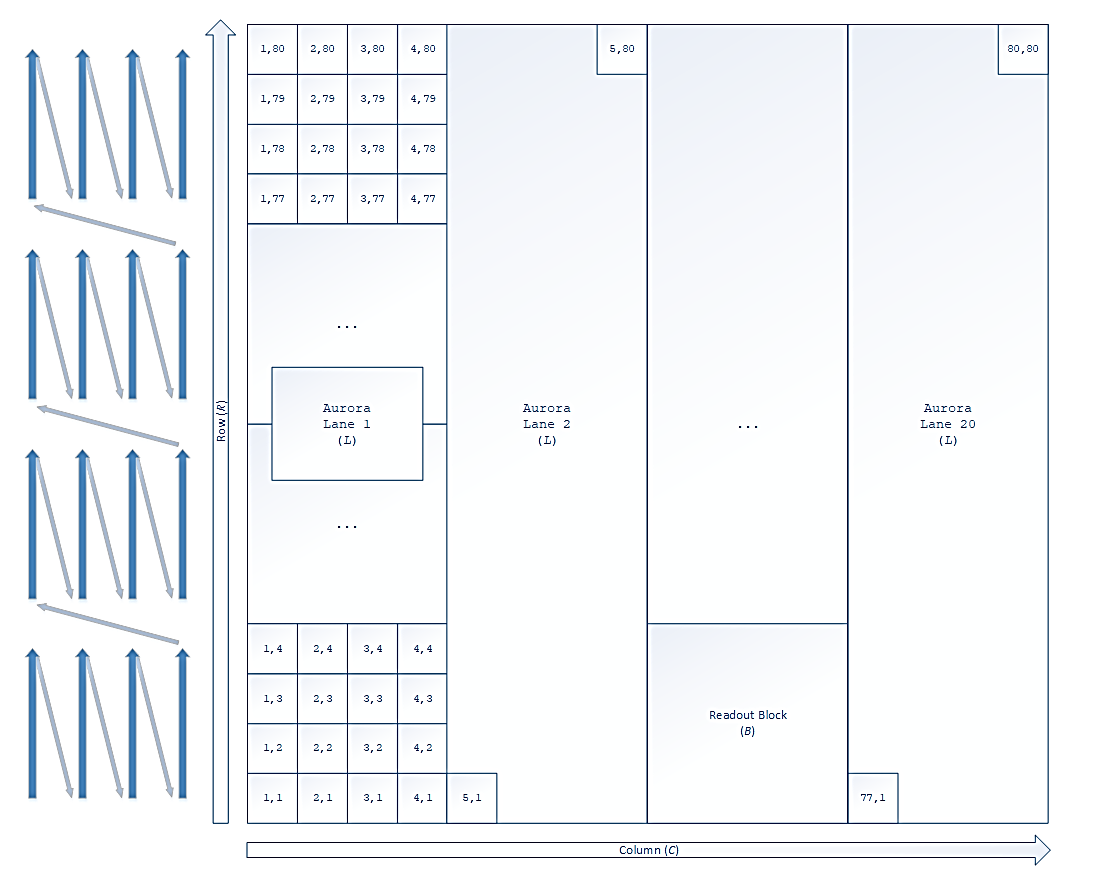 1,80 2,80 3,80 4,80 5,80 80,80
1,79 2,79 3,79 4,79
1,78 2,78 3,78 4,78
1,77 2,77 3,77 4,77
...
Row (R)
Aurora
Lane 1
(L)
Aurora
Lane 2
(L)
...
Aurora
Lane 20
(L)
...
1,4 2,4 3,4 4,4
1,3 2,3 3,3 4,3
1,2 2,2 3,2 4,2
Readout Block
(B)
1,1 2,1 3,1 4,1 5,1 77,1
Column (C)